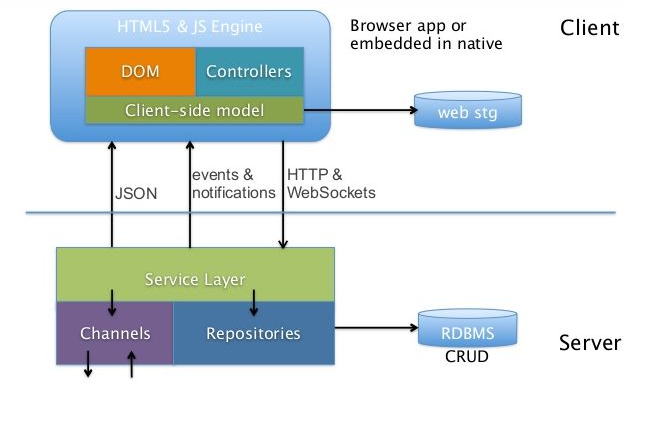 HTML5 & JS Engine
Browser app or
embedded in native
Client
DOM
Controllers
Client-side model
web stg
JSON
events &
notifications
HTTP &
WebSockets
Service Layer
Channels
Repositories
RDBMS
CRUD
Server